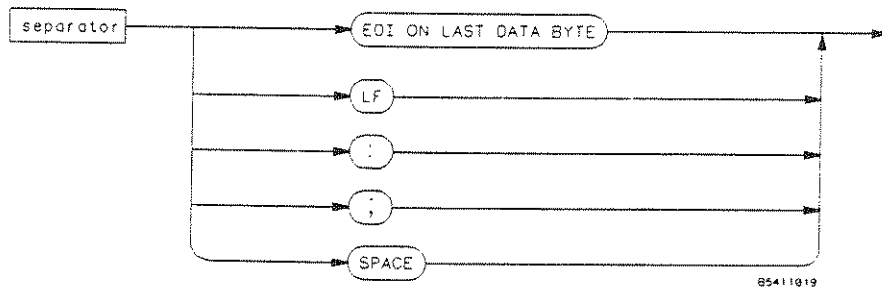 separator
EOI ON LAST DATA BYTE
LF
:
;
SPACE
85411019